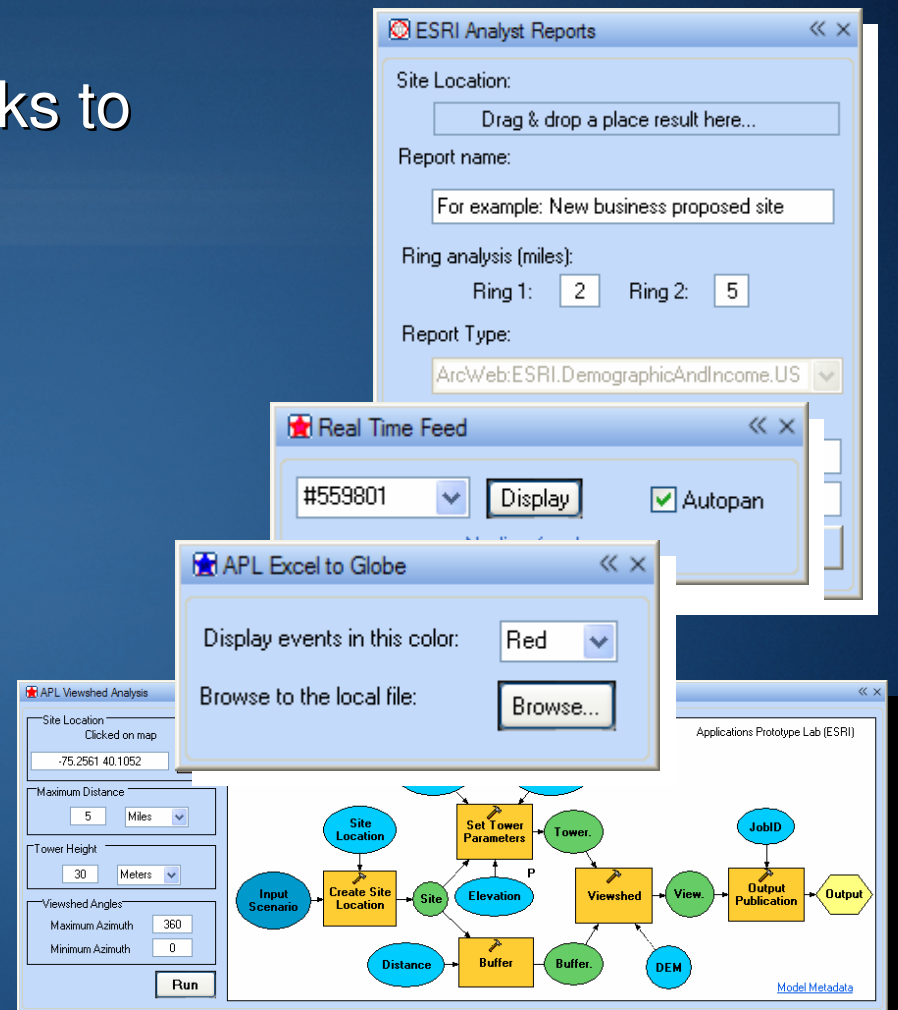 ks to
ESRI Analyst Reports
Site Location:
Drag & drop a place result here...
Report name:
For example: New business proposed site
Ring analysis (miles):
Ring 1: 2 Ring 2: 5
Report Type:
ArcWeb:ESRI.DemographicAndIncome.US
Real Time Feed
#559801 Display Autopan
APL Excel to Globe
Display events in this color: Red
Browse to the local file: Browse...
APL Viewshed Analysis
Site Location
Clicked on map
-75.2561 40.1052
Maximum Distance
5 Miles
Tower Height
30 Meters
Viewshed Angles
Maximum Azimuth 360
Minimum Azimuth 0
Run
Applications Prototype Lab (ESRI)
Site
Location
Set Tower
Parameters
Tower.
JobID
P
Input
Scenario
Create Site
Location
Site
Elevation
Viewshed
View.
Output
Publication
Output
Distance
Buffer
Buffer.
DEM
Model Metadata